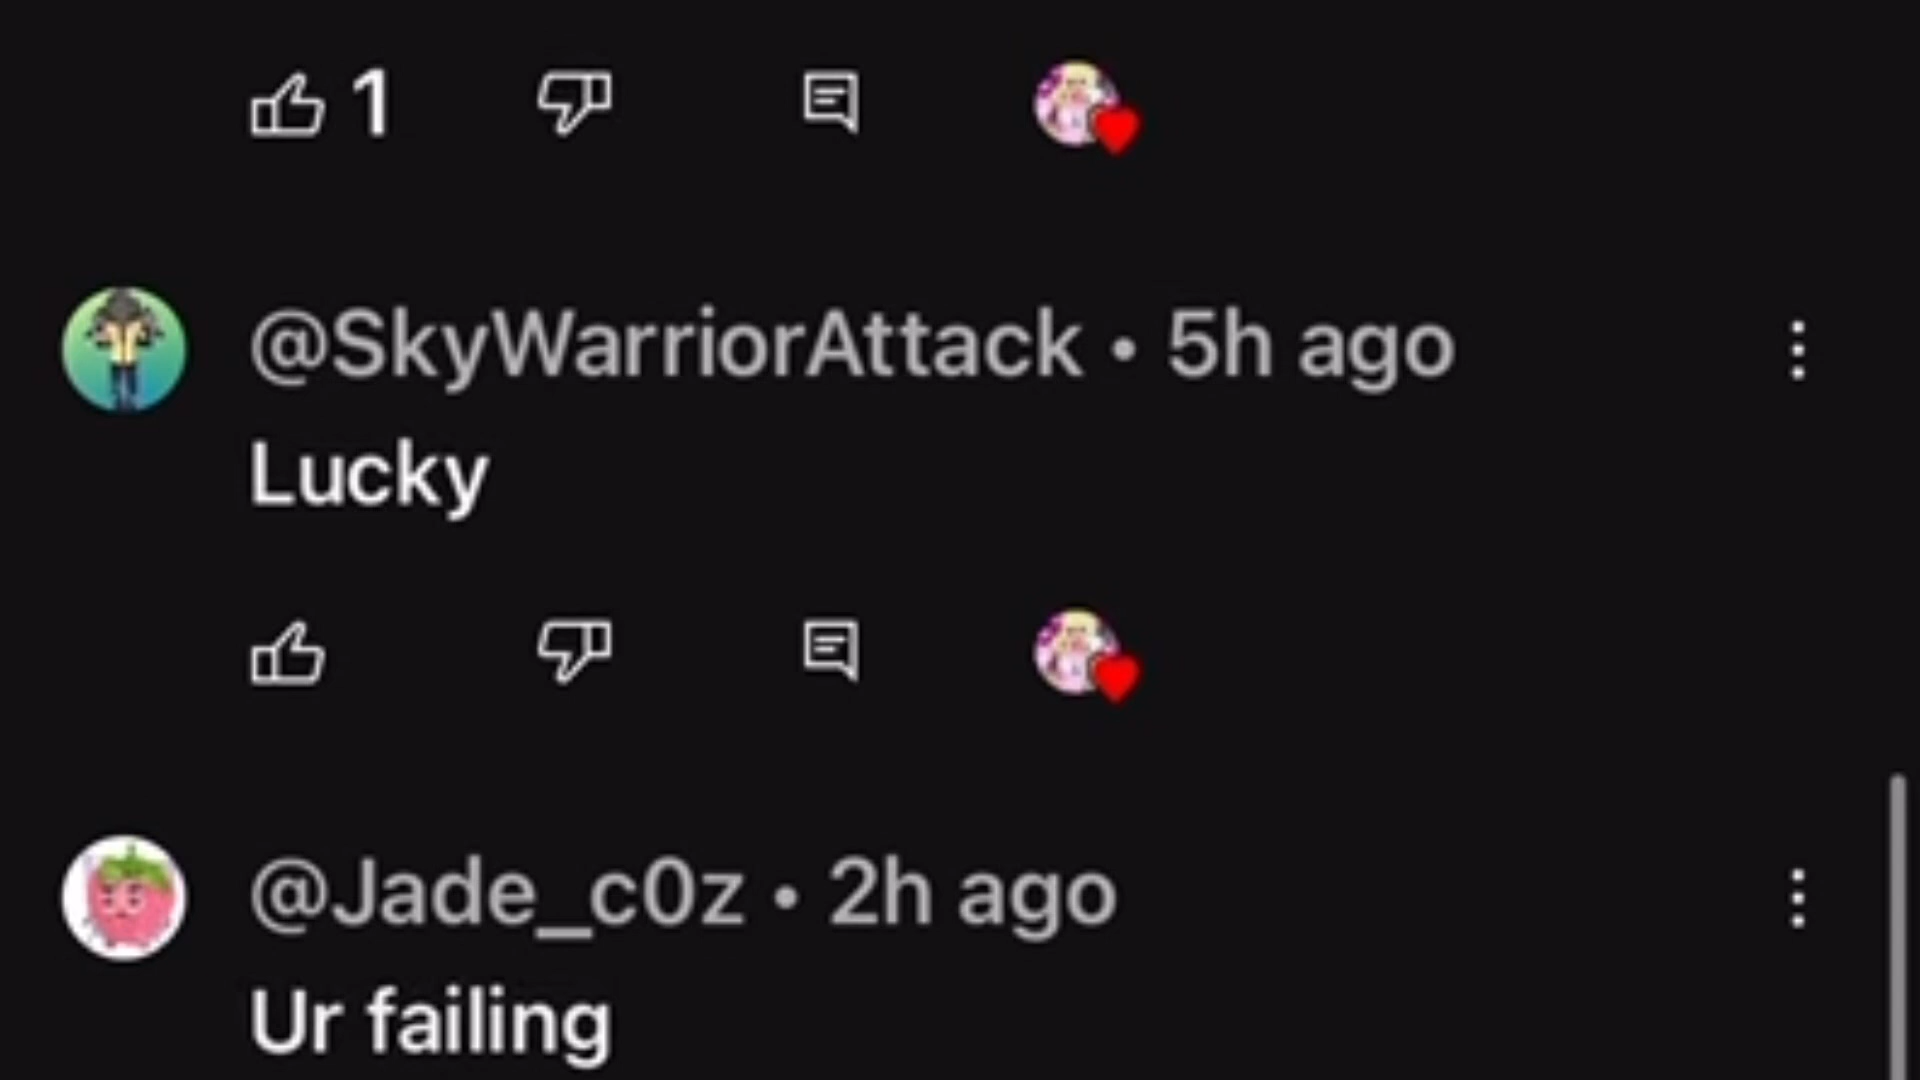 1
@SkyWarriorAttack • 5h ago
Lucky
@Jade_c0z • 2h ago
Ur failing